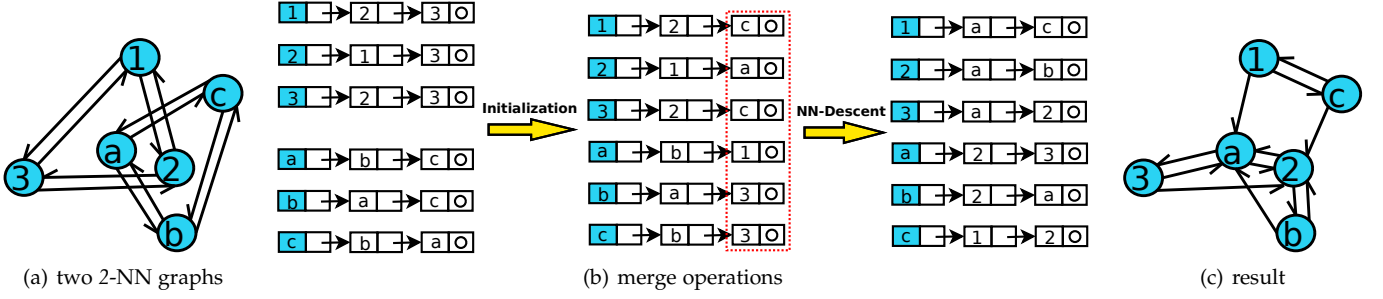 1
3
2
a
c
b
1 2 3
2 1 3
3 2 3
a b c
b a c
c b a
Initialization
1 2 c
2 1 a
3 2 c
a b 1
b a 3
c b 3
NN-Descent
1 a c
2 a b
3 a 2
a 2 3
b 2 a
c 1 2
1
c
a
2
3
b
(a) two 2-NN graphs
(b) merge operations
(c) result